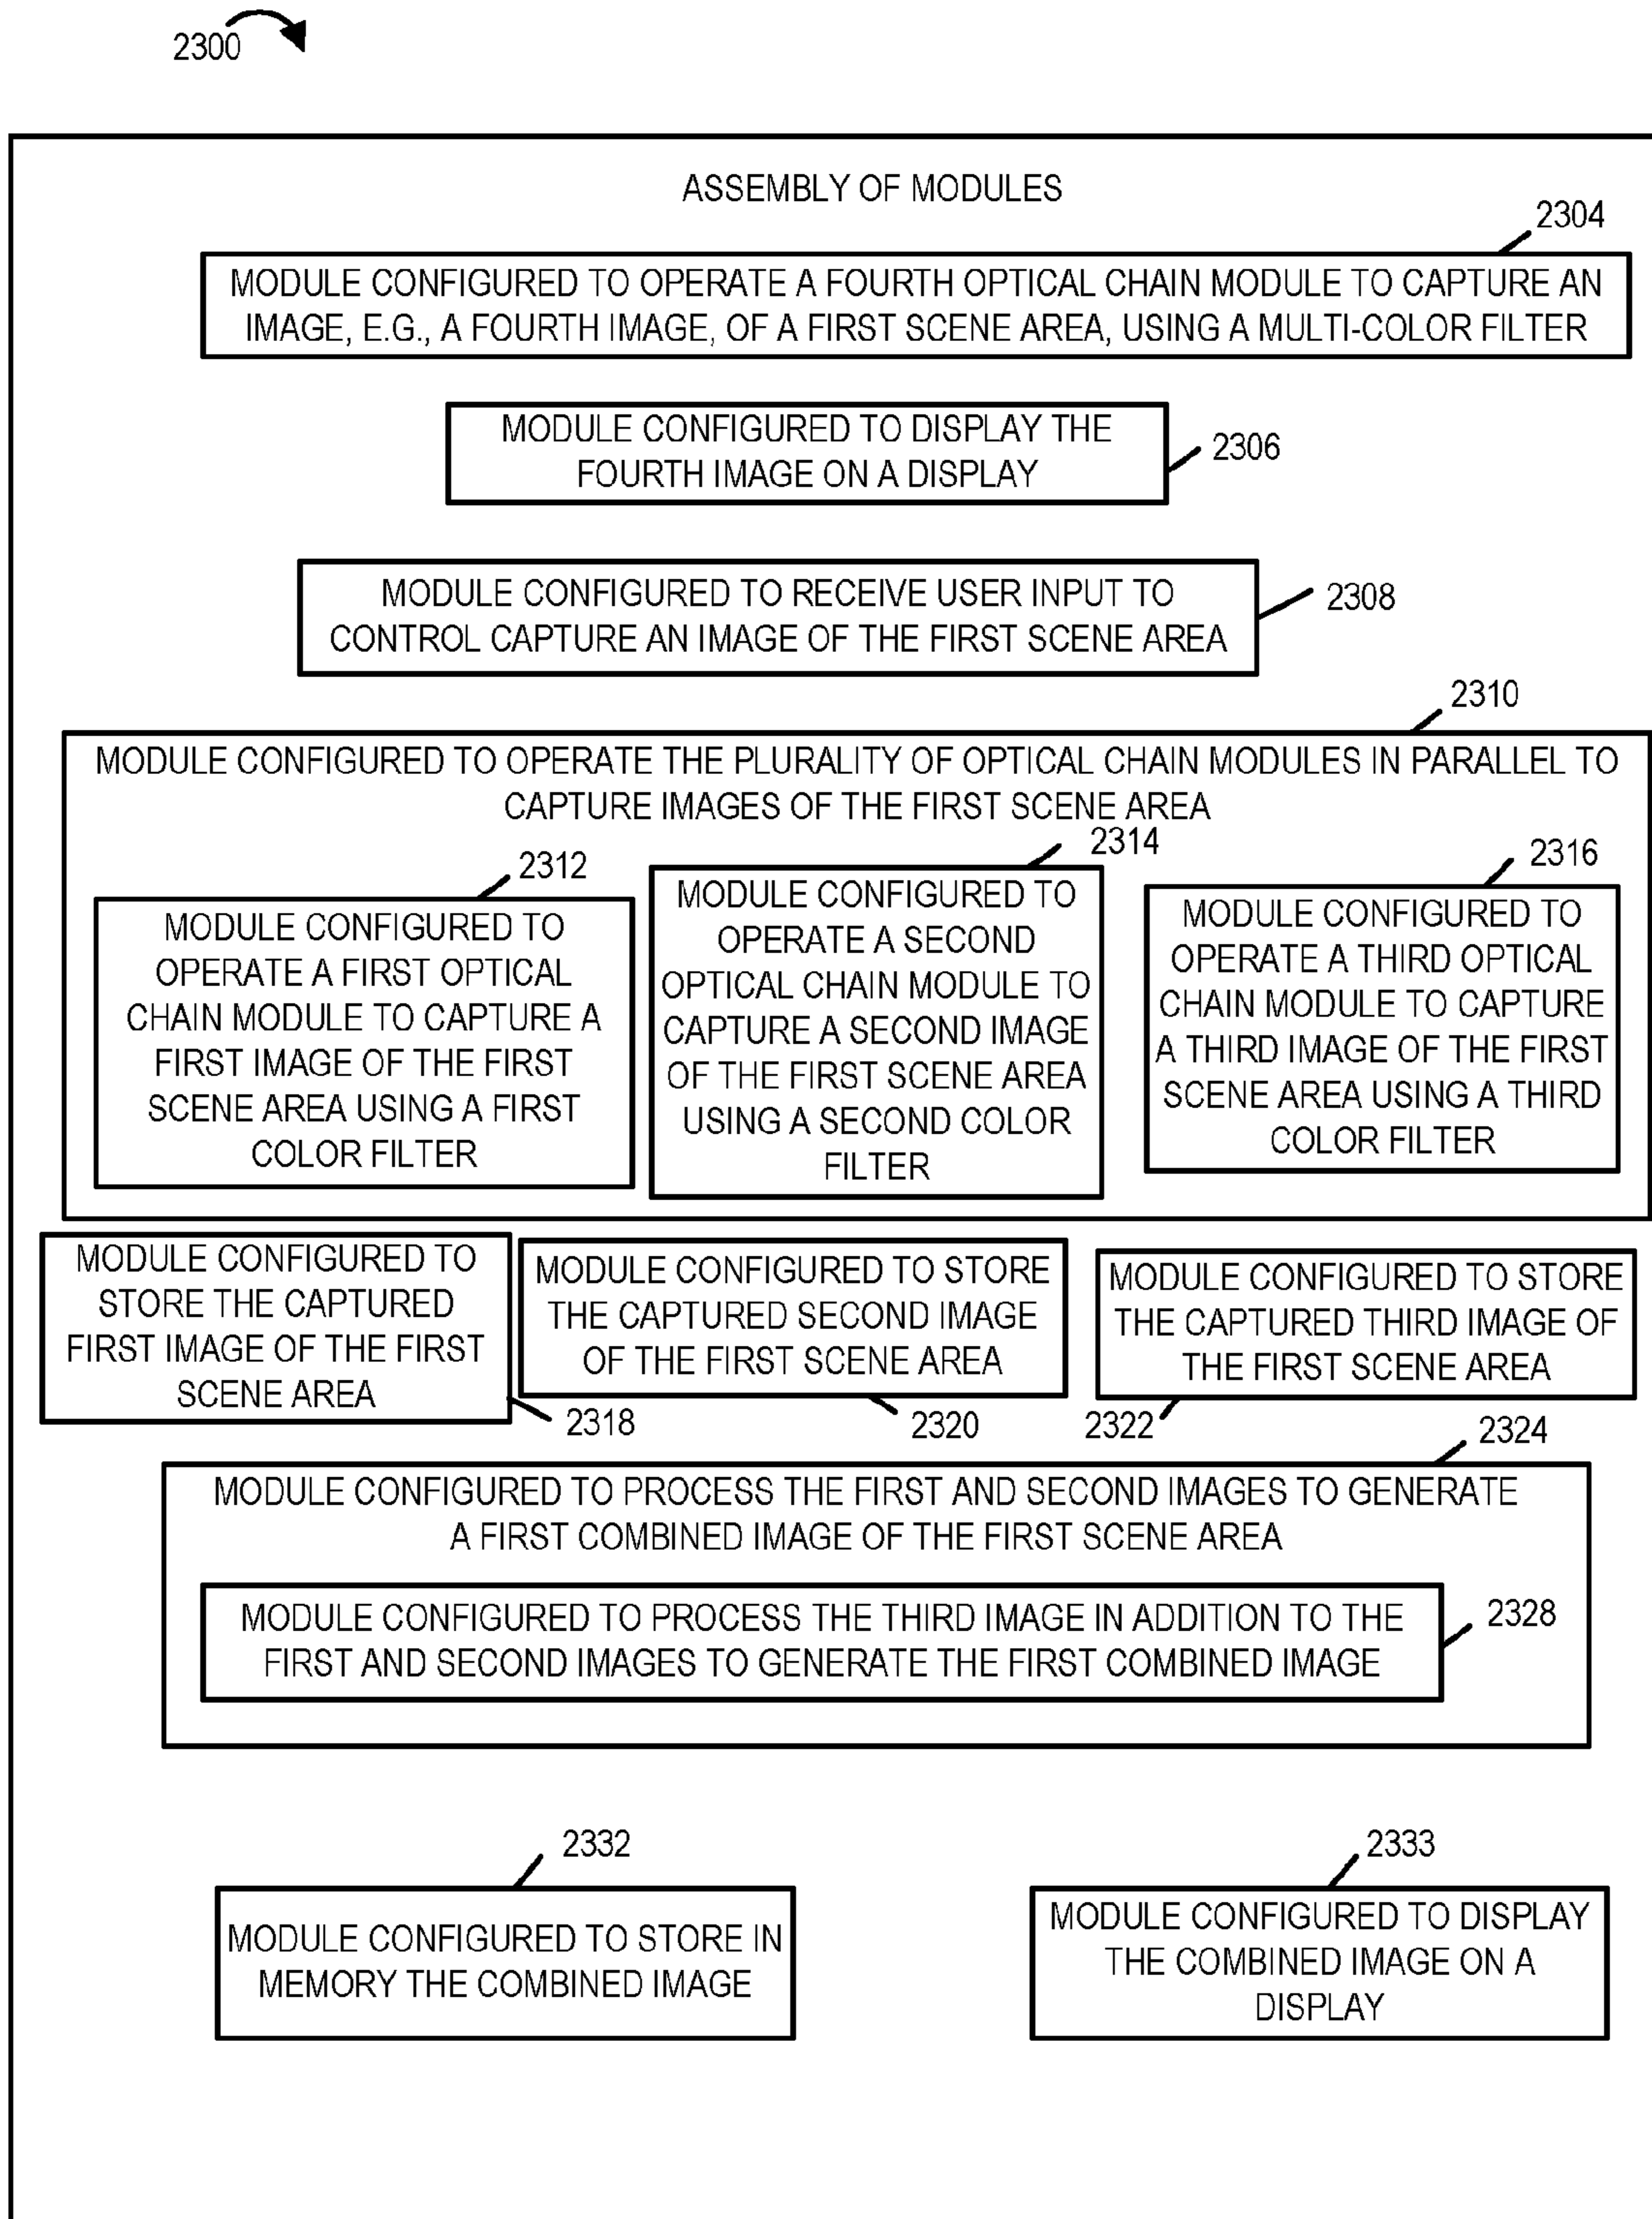 2300
ASSEMBLY OF MODULES
2304
MODULE CONFIGURED TO OPERATE A FOURTH OPTICAL CHAIN MODULE TO CAPTURE AN
IMAGE, E.G., A FOURTH IMAGE, OF A FIRST SCENE AREA, USING A MULTI-COLOR FILTER
MODULE CONFIGURED TO DISPLAY THE
FOURTH IMAGE ON A DISPLAY
2306
MODULE CONFIGURED TO RECEIVE USER INPUT TO
CONTROL CAPTURE AN IMAGE OF THE FIRST SCENE AREA
2308
2310
MODULE CONFIGURED TO OPERATE THE PLURALITY OF OPTICAL CHAIN MODULES IN PARALLEL TO
CAPTURE IMAGES OF THE FIRST SCENE AREA
2312
MODULE CONFIGURED TO
OPERATE A FIRST OPTICAL
CHAIN MODULE TO CAPTURE A
FIRST IMAGE OF THE FIRST
SCENE AREA USING A FIRST
COLOR FILTER
2314
MODULE CONFIGURED TO
OPERATE A SECOND
OPTICAL CHAIN MODULE TO
CAPTURE A SECOND IMAGE
OF THE FIRST SCENE AREA
USING A SECOND COLOR
FILTER
2316
MODULE CONFIGURED TO
OPERATE A THIRD OPTICAL
CHAIN MODULE TO CAPTURE
A THIRD IMAGE OF THE FIRST
SCENE AREA USING A THIRD
COLOR FILTER
MODULE CONFIGURED TO
STORE THE CAPTURED
FIRST IMAGE OF THE FIRST
SCENE AREA
2318
MODULE CONFIGURED TO STORE
THE CAPTURED SECOND IMAGE
OF THE FIRST SCENE AREA
2320
MODULE CONFIGURED TO STORE
THE CAPTURED THIRD IMAGE OF
THE FIRST SCENE AREA
2322
2324
MODULE CONFIGURED TO PROCESS THE FIRST AND SECOND IMAGES TO GENERATE
A FIRST COMBINED IMAGE OF THE FIRST SCENE AREA
MODULE CONFIGURED TO PROCESS THE THIRD IMAGE IN ADDITION TO THE
FIRST AND SECOND IMAGES TO GENERATE THE FIRST COMBINED IMAGE
2328
2332
MODULE CONFIGURED TO STORE IN
MEMORY THE COMBINED IMAGE
2333
MODULE CONFIGURED TO DISPLAY
THE COMBINED IMAGE ON A
DISPLAY